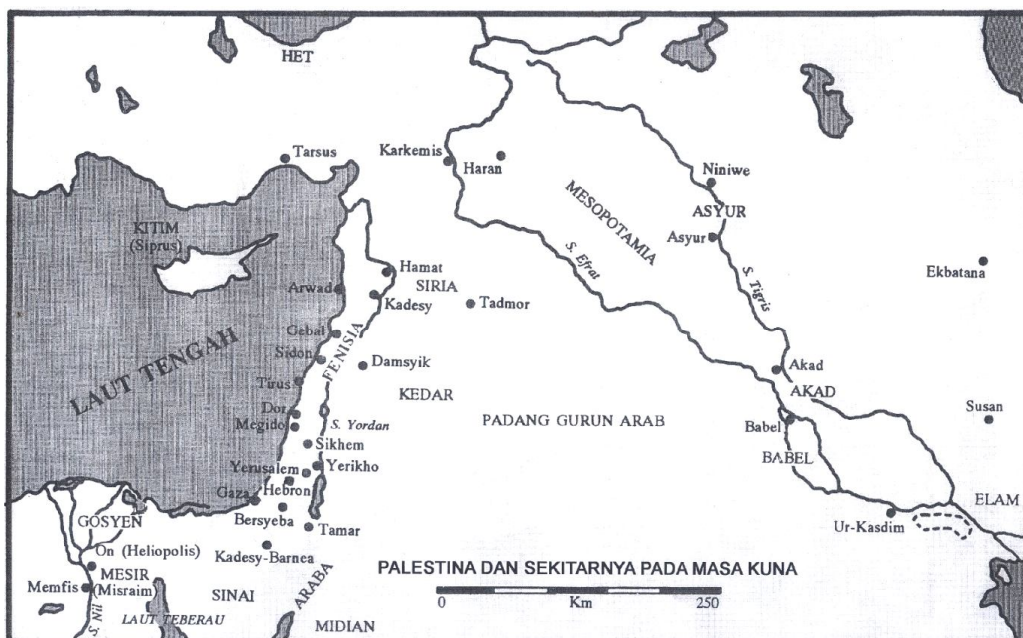 HET
Tarsus
Karkemis
Haran
Niniwe
MESOPOTAMIA
ASYUR
Asyur
KITIM
(Siprus)
S. Efrat
S. Tigris
Ekbatana
Hamat
SIRIA
Arwad
Kadesy
Tadmor
LAUT TENGAH
Gebal
FENISIA
Sidon
Damsyik
Akad
AKAD
Tirus
KEDAR
Dor
Megido
S. Yordan
PADANG GURUN ARAB
Susan
Babel
BABEL
Sikhem
Yerusalem
Yerikho
Hebron
Gaza
ELAM
Bersyeba
Tamar
Ur-Kasdim
GOSYEN
Kadesy-Barnea
On (Heliopolis)
MESIR
(Misraim)
Memfis
SINAI
ARABA
PALESTINA DAN SEKITARNYA PADA MASA KUNA
0 Km 250
S. Nil
LAUT TEBERAU
MIDIAN